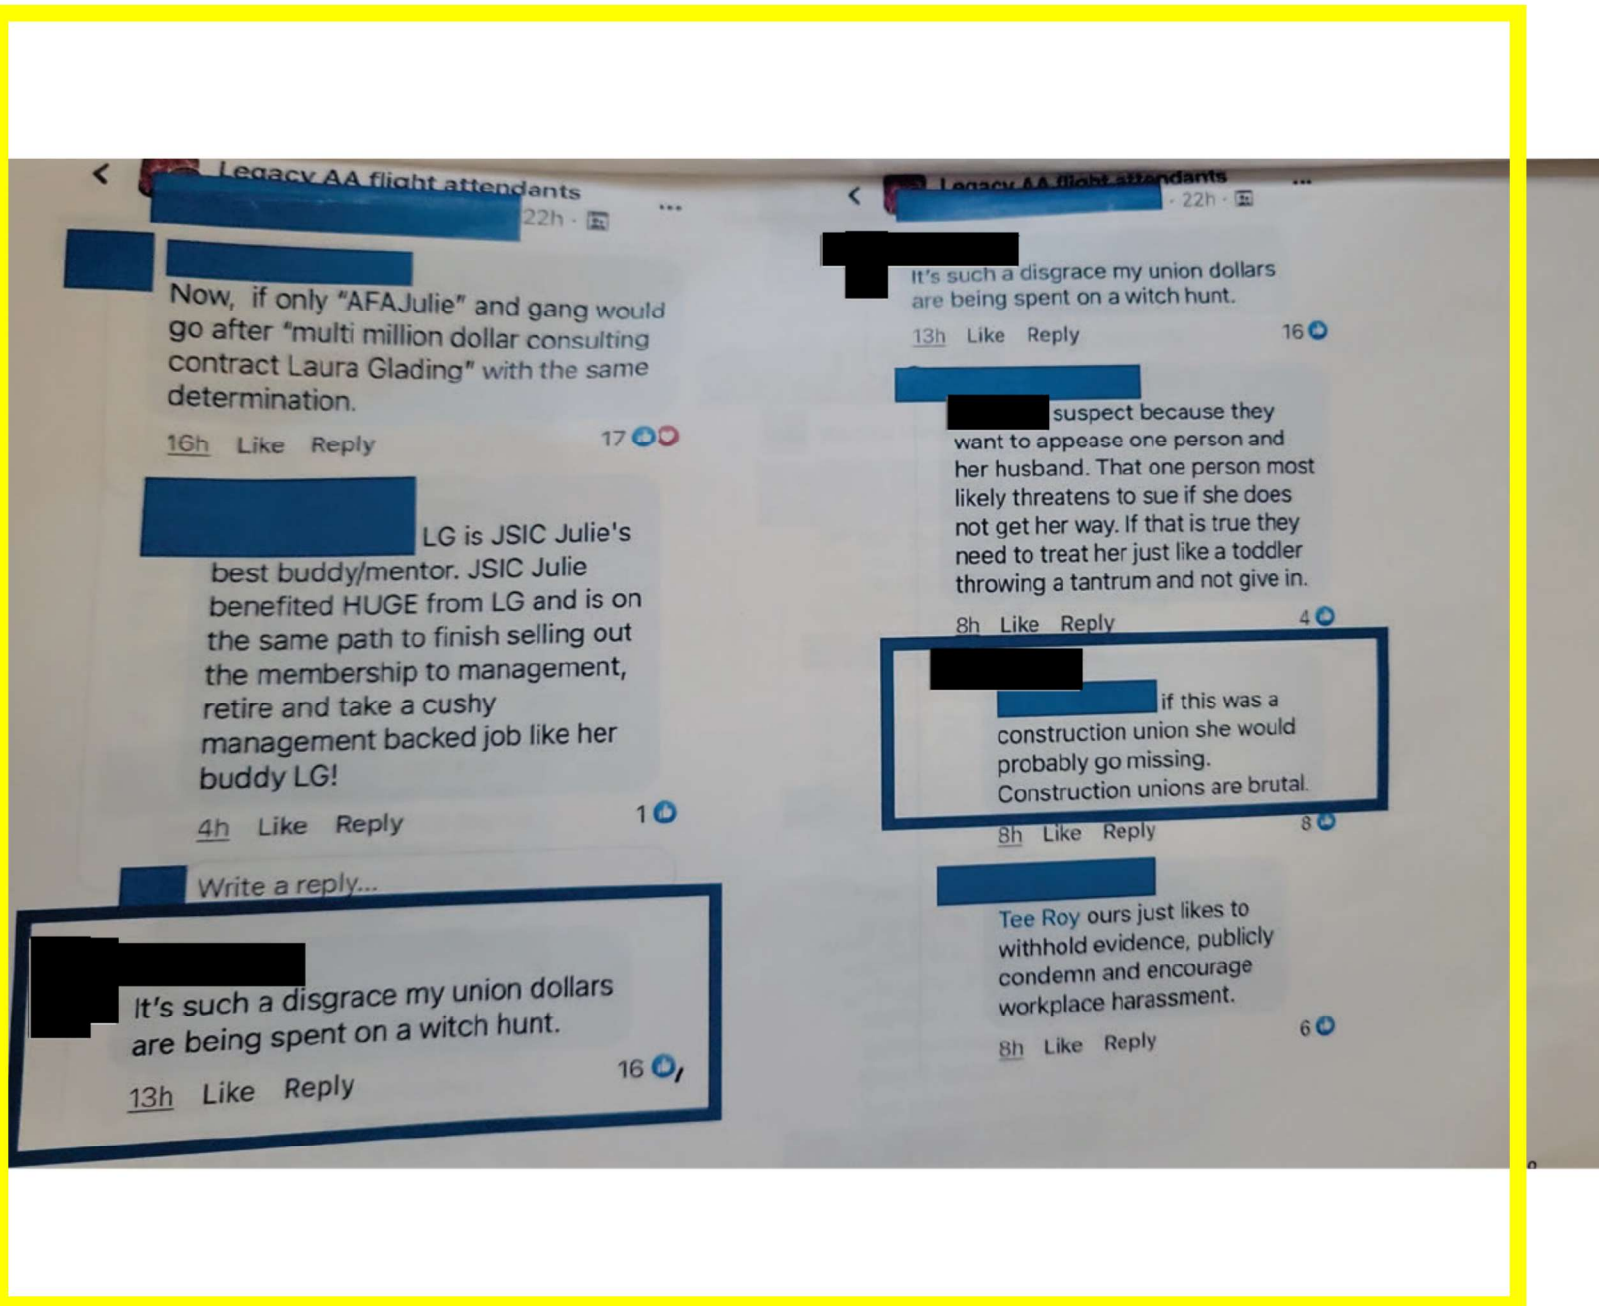 Legacy AA flight attendants
22h
Now, if only “AFAJulie” and gang would
go after “multi million dollar consulting
contract Laura Glading” with the same
determination.
16h Like Reply 17
LG is JSIC Julie's
best buddy/mentor. JSIC Julie
benefited HUGE from LG and is on
the same path to finish selling out
the membership to management,
retire and take a cushy
management backed job like her
buddy LG!
4h Like Reply 1
Write a reply...
It's such a disgrace my union dollars
are being spent on a witch hunt.
13h Like Reply 16
Legacy AA flight attendants
22h
It's such a disgrace my union dollars
are being spent on a witch hunt.
13h Like Reply 16
suspect because they
want to appease one person and
her husband. That one person most
likely threatens to sue if she does
not get her way. If that is true they
need to treat her just like a toddler
throwing a tantrum and not give in.
8h Like Reply 4
if this was a
construction union she would
probably go missing.
Construction unions are brutal.
8h Like Reply 8
Tee Roy ours just likes to
withhold evidence, publicly
condemn and encourage
workplace harassment.
8h Like Reply 6